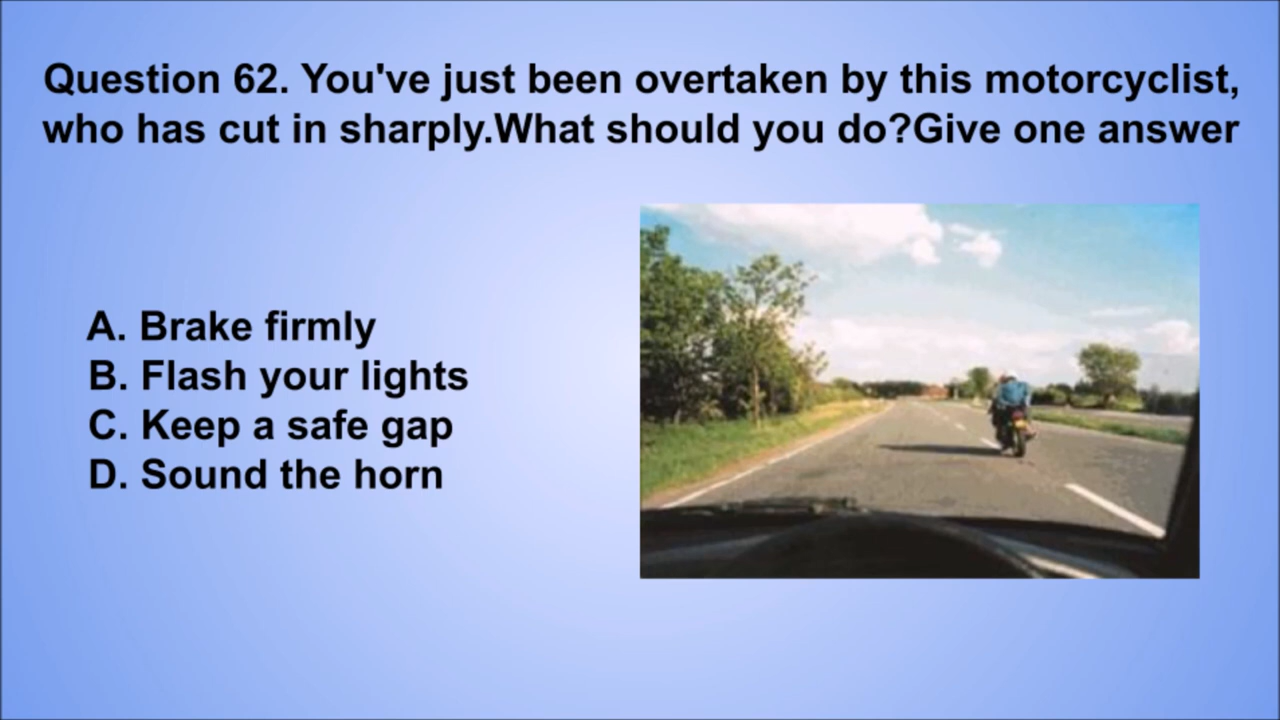 Question 62. You've just been overtaken by this motorcyclist,
who has cut in sharply.What should you do?Give one answer
A. Brake firmly
B. Flash your lights
C. Keep a safe gap
D. Sound the horn